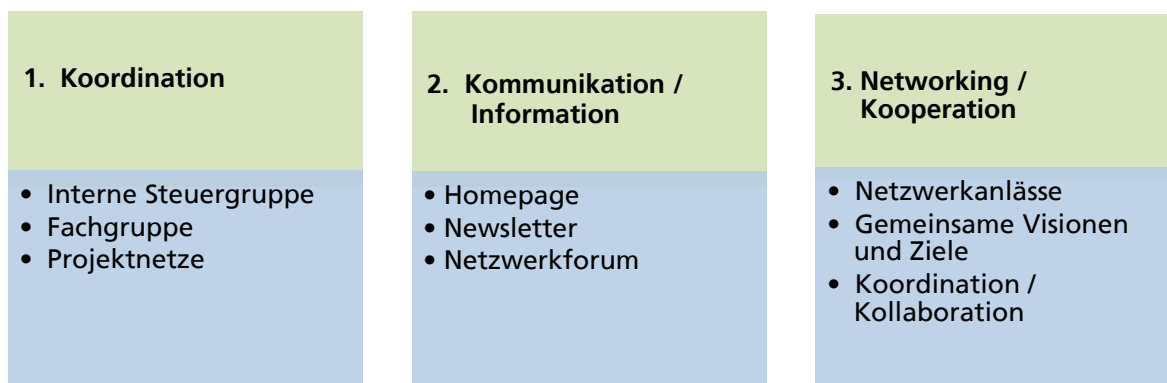 1. Koordination
• Interne Steuergruppe
• Fachgruppe
• Projektnetze
2. Kommunikation /
Information
• Homepage
• Newsletter
• Netzwerkforum
3. Networking /
Kooperation
• Netzwerkanlässe
• Gemeinsame Visionen
und Ziele
• Koordination /
Kollaboration